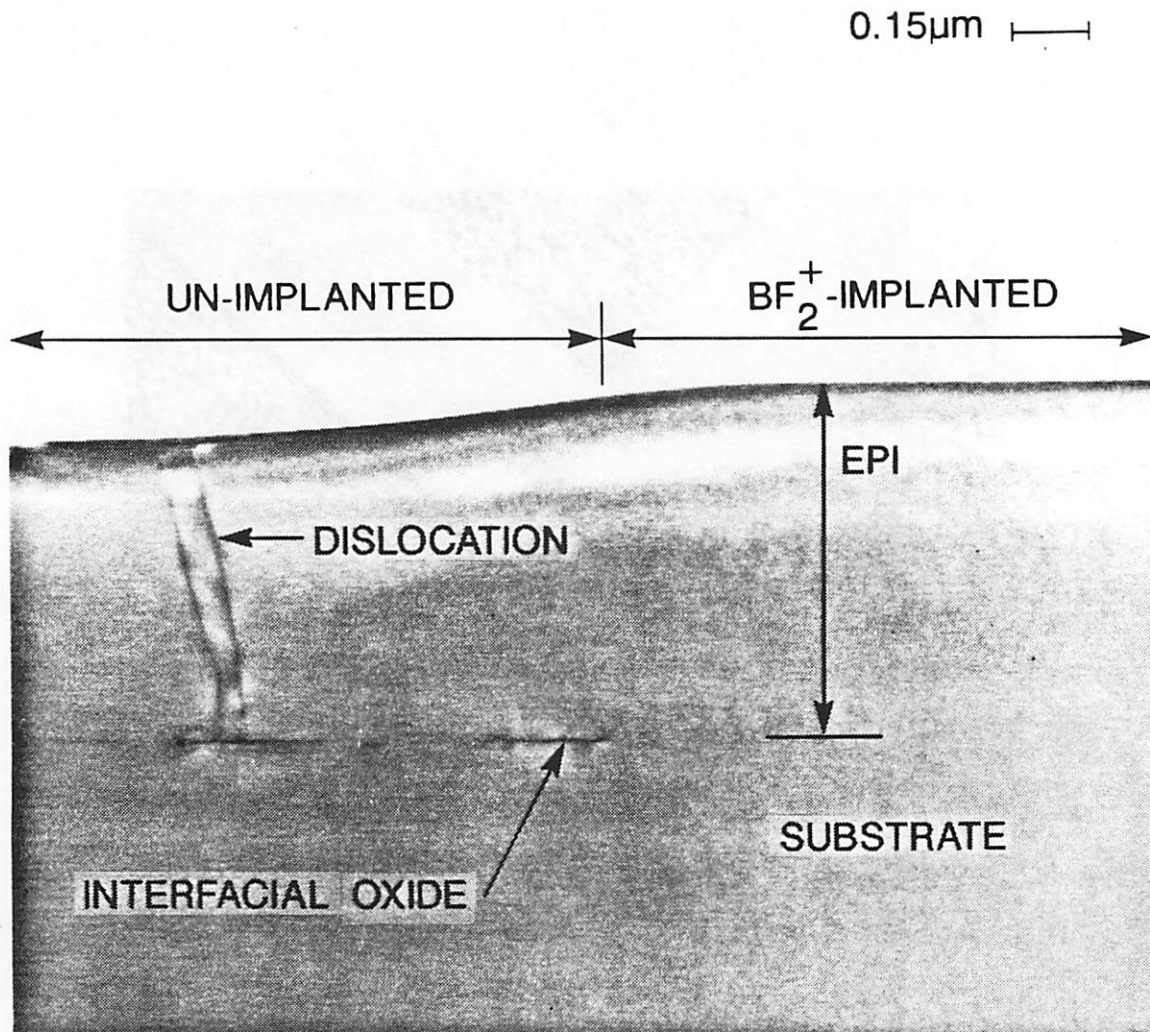 0.15µm
UN-IMPLANTED
BF₂⁺-IMPLANTED
EPI
DISLOCATION
SUBSTRATE
INTERFACIAL OXIDE